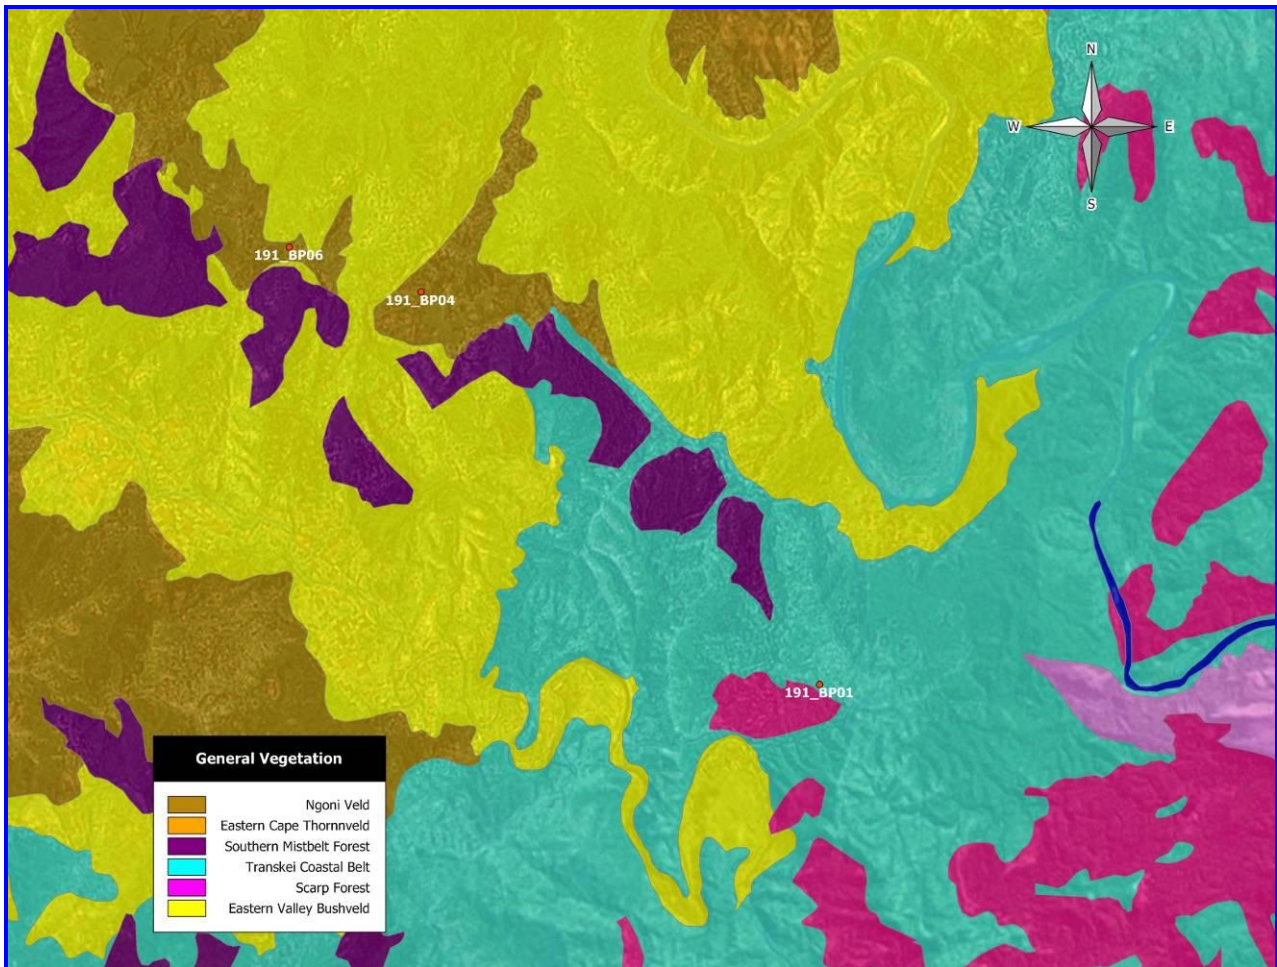 N
W
E
S
191_BP06
191_BP04
191_BP01
General Vegetation
Ngoni Veld
Eastern Cape Thornnveld
Southern Mistbelt Forest
Transkei Coastal Belt
Scarp Forest
Eastern Valley Bushveld